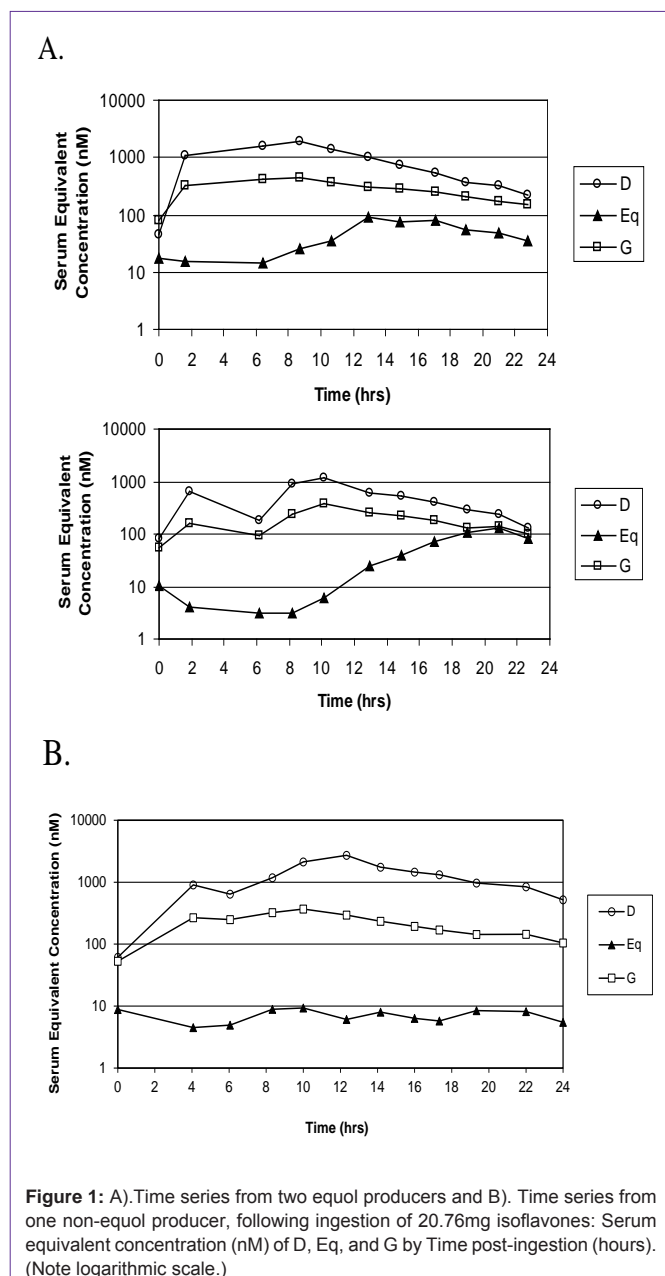 A.
Serum Equivalent
Concentration (nM)
10000
1000
100
10
1
0 2 4 6 8 10 12 14 16 18 20 22 24
Time (hrs)
D
Eq
G
Serum Equivalent
Concentration (nM)
10000
1000
100
10
1
0 2 4 6 8 10 12 14 16 18 20 22 24
Time (hrs)
D
Eq
G
B.
Serum Equivalent Concentration (nM)
10000
1000
100
10
1
0 2 4 6 8 10 12 14 16 18 20 22 24
Time (hrs)
D
Eq
G
Figure 1: A).Time series from two equol producers and B). Time series from
one non-equol producer, following ingestion of 20.76mg isoflavones: Serum
equivalent concentration (nM) of D, Eq, and G by Time post-ingestion (hours).
(Note logarithmic scale.)